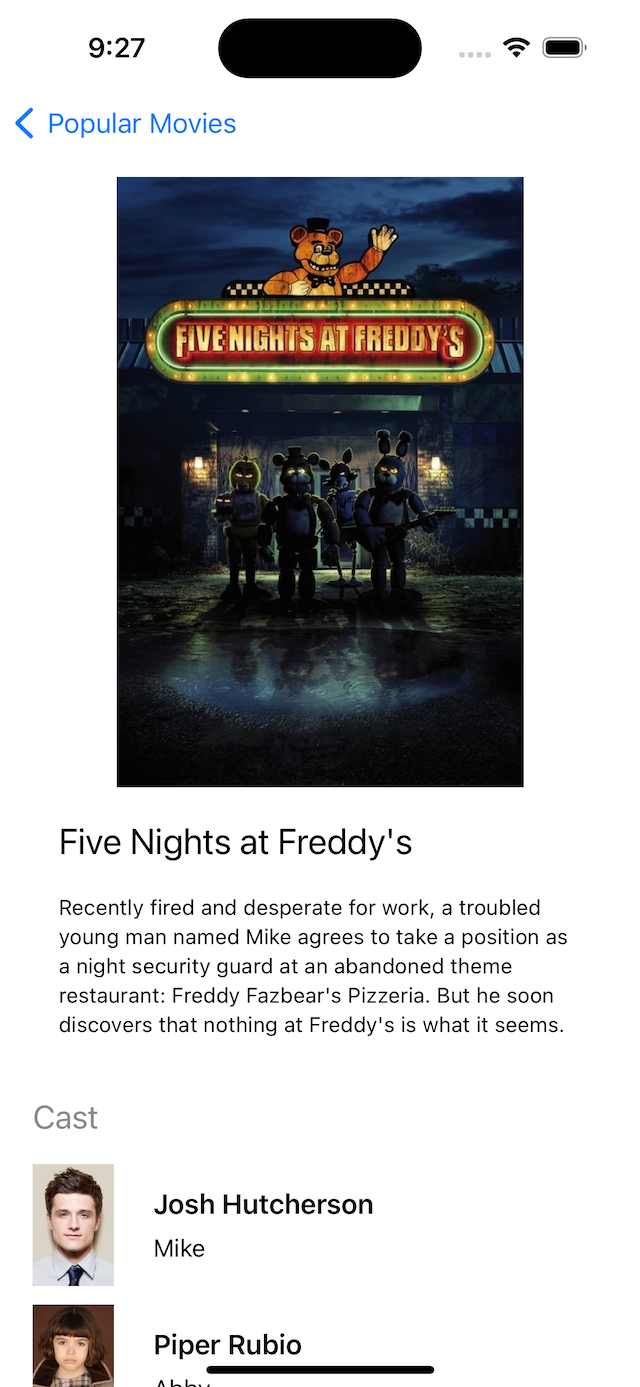 9:27
Popular Movies
FIVE NIGHTS AT FREDDY'S
Five Nights at Freddy's
Recently fired and desperate for work, a troubled
young man named Mike agrees to take a position as
a night security guard at an abandoned theme
restaurant: Freddy Fazbear's Pizzeria. But he soon
discovers that nothing at Freddy's is what it seems.
Cast
Josh Hutcherson
Mike
Piper Rubio
Abby